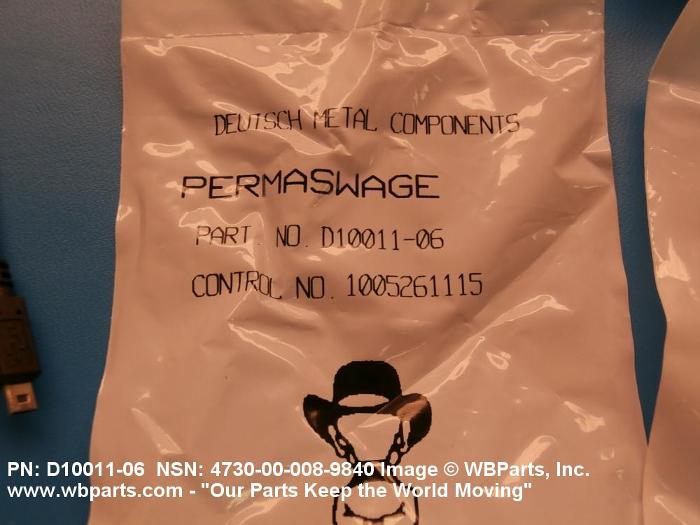 DEUTSCH METAL COMPONENTS
PERMASWAGE
PART NO. D10011-06
CONTROL NO. 1005261115
PN: D10011-06 NSN: 4730-00-008-9840 Image © WBParts, Inc.
www.wbparts.com - "Our Parts Keep the World Moving"